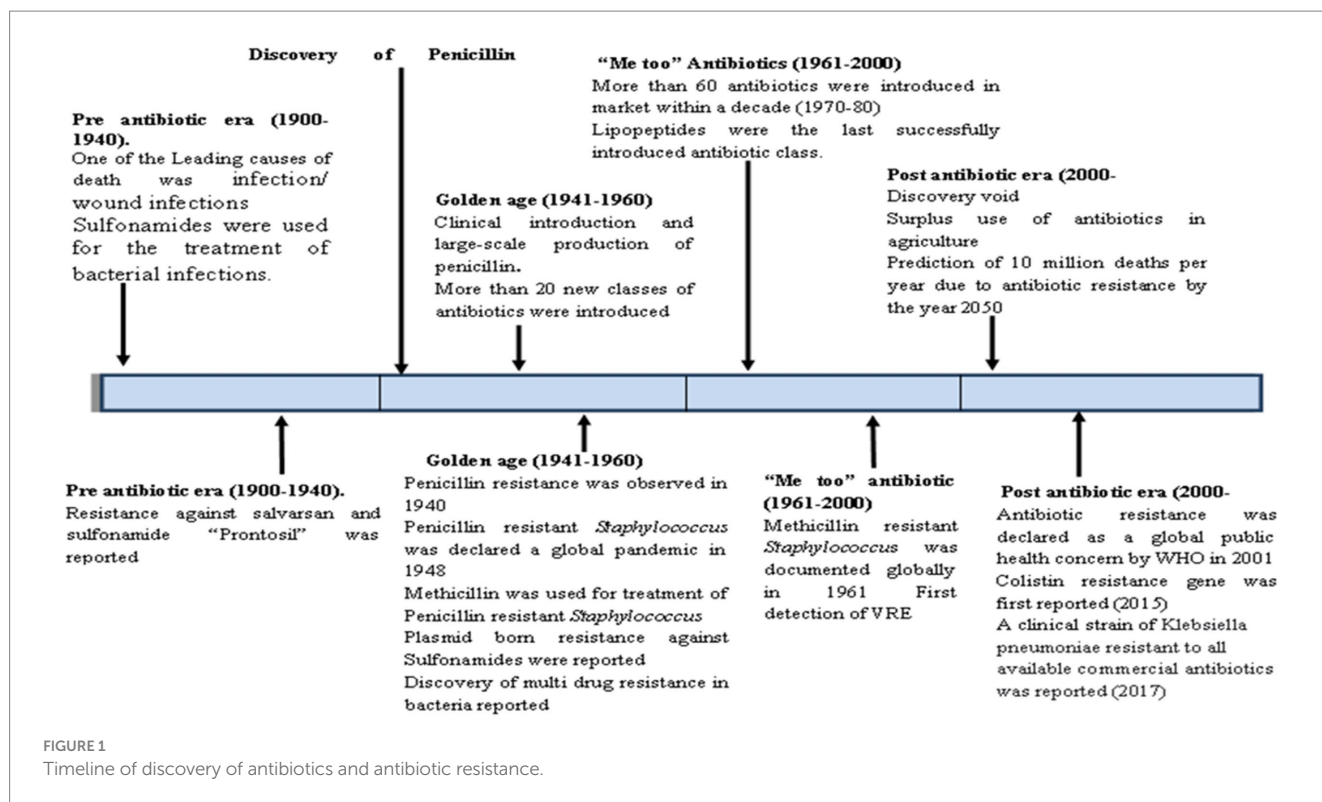 Discovery of Penicillin
Pre antibiotic era (1900-
1940).
One of the Leading causes of
death was infection/
wound infections
Sulfonamides were used
for the treatment of
bacterial infections.
Golden age (1941-1960)
Clinical introduction and
large-scale production of
penicillin.
More than 20 new classes of
antibiotics were introduced
“Me too” Antibiotics (1961-2000)
More than 60 antibiotics were introduced in
market within a decade (1970-80)
Lipopeptides were the last successfully
introduced antibiotic class.
Post antibiotic era (2000-
Discovery void
Surplus use of antibiotics in
agriculture
Prediction of 10 million deaths per
year due to antibiotic resistance by
the year 2050
Pre antibiotic era (1900-1940).
Resistance against salvarsan and
sulfonamide “Prontosil” was
reported
Golden age (1941-1960)
Penicillin resistance was observed in
1940
Penicillin resistant Staphylococcus
was declared a global pandemic in
1948
Methicillin was used for treatment of
Penicillin resistant Staphylococcus
Plasmid born resistance against
Sulfonamides were reported
Discovery of multi drug resistance in
bacteria reported
“Me too” antibiotic
(1961-2000)
Methicillin resistant
Staphylococcus was
documented globally
in 1961 First
detection of VRE
Post antibiotic era (2000-
Antibiotic resistance was
declared as a global public
health concern by WHO in 2001
Colistin resistance gene was
first reported (2015)
A clinical strain of Klebsiella
pneumoniae resistant to all
available commercial antibiotics
was reported (2017)
FIGURE 1
Timeline of discovery of antibiotics and antibiotic resistance.